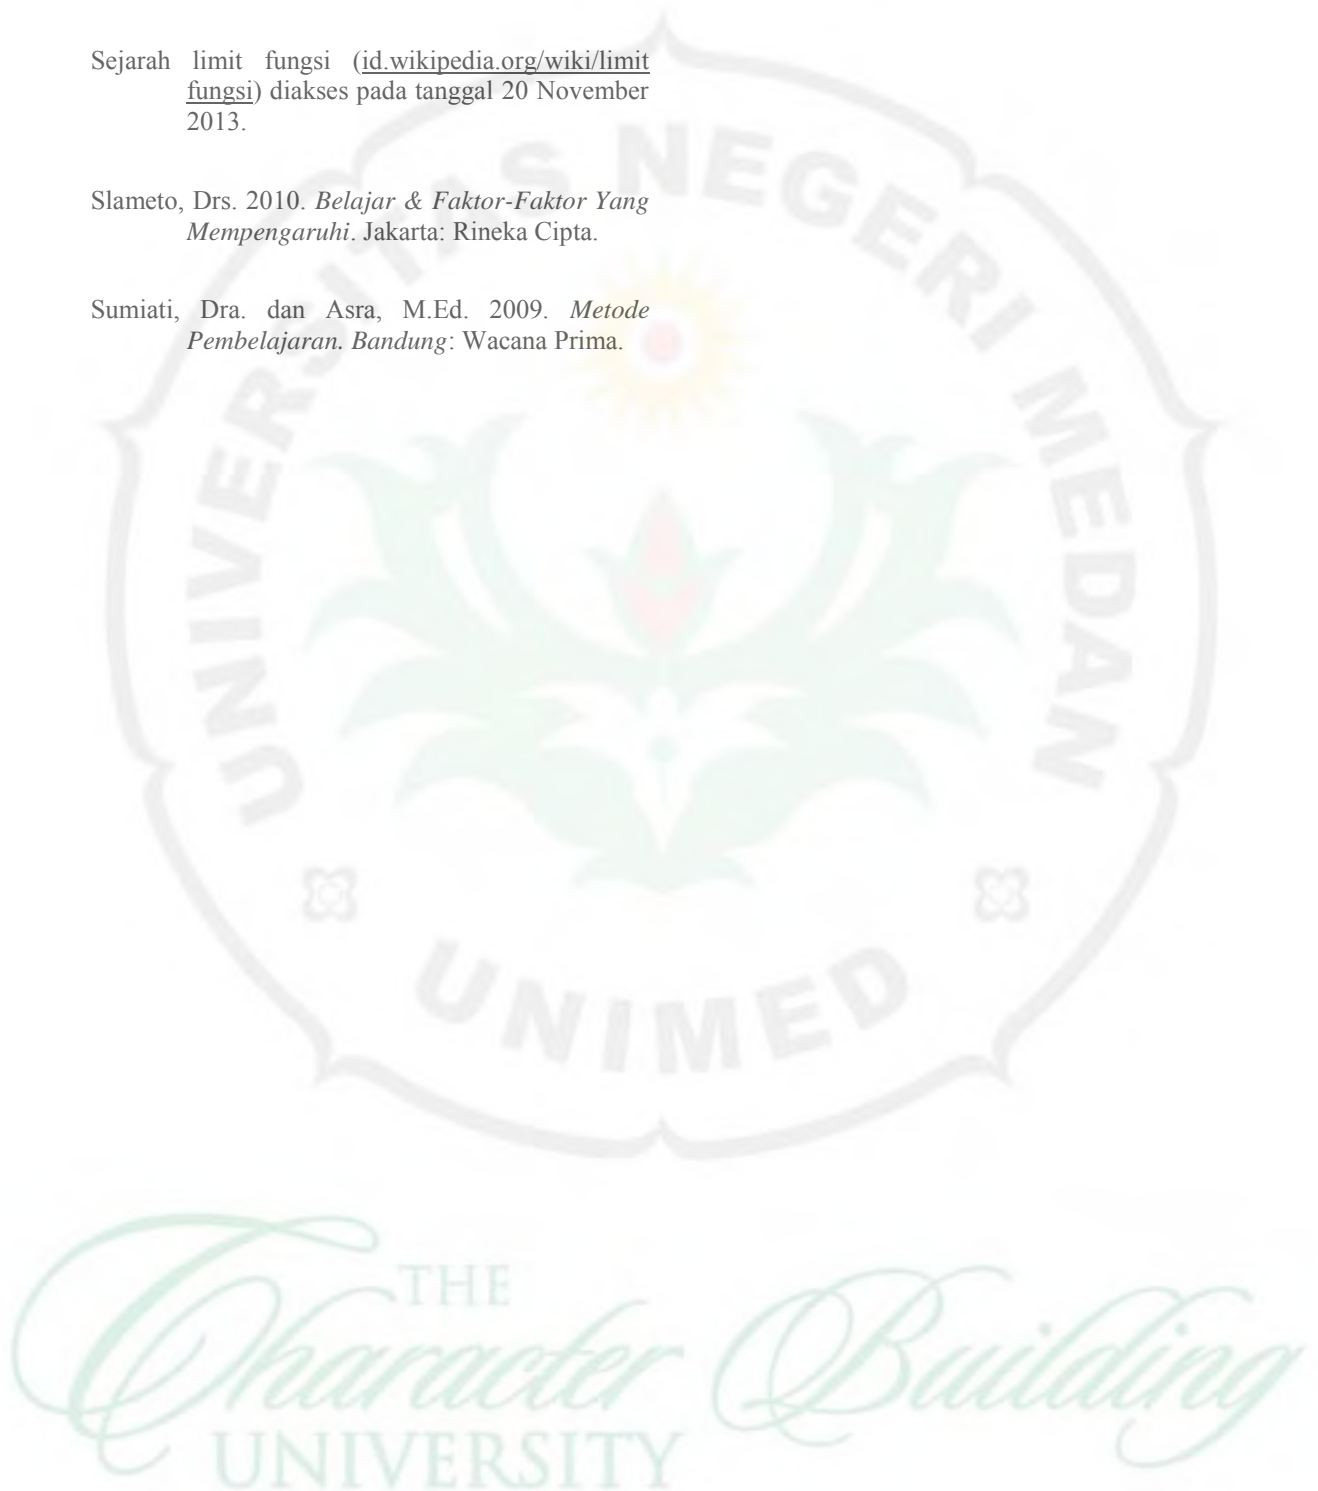 Sejarah limit fungsi (id.wikipedia.org/wiki/limit
fungsi) diakses pada tanggal 20 November
2013.
Slameto, Drs. 2010. Belajar & Faktor-Faktor Yang
Mempengaruhi. Jakarta: Rineka Cipta.
Sumiati, Dra. dan Asra, M.Ed. 2009. Metode
Pembelajaran. Bandung: Wacana Prima.
UNIVERSITAS NEGERI MEDAN
UNIMED
THE
Character Building
UNIVERSITY